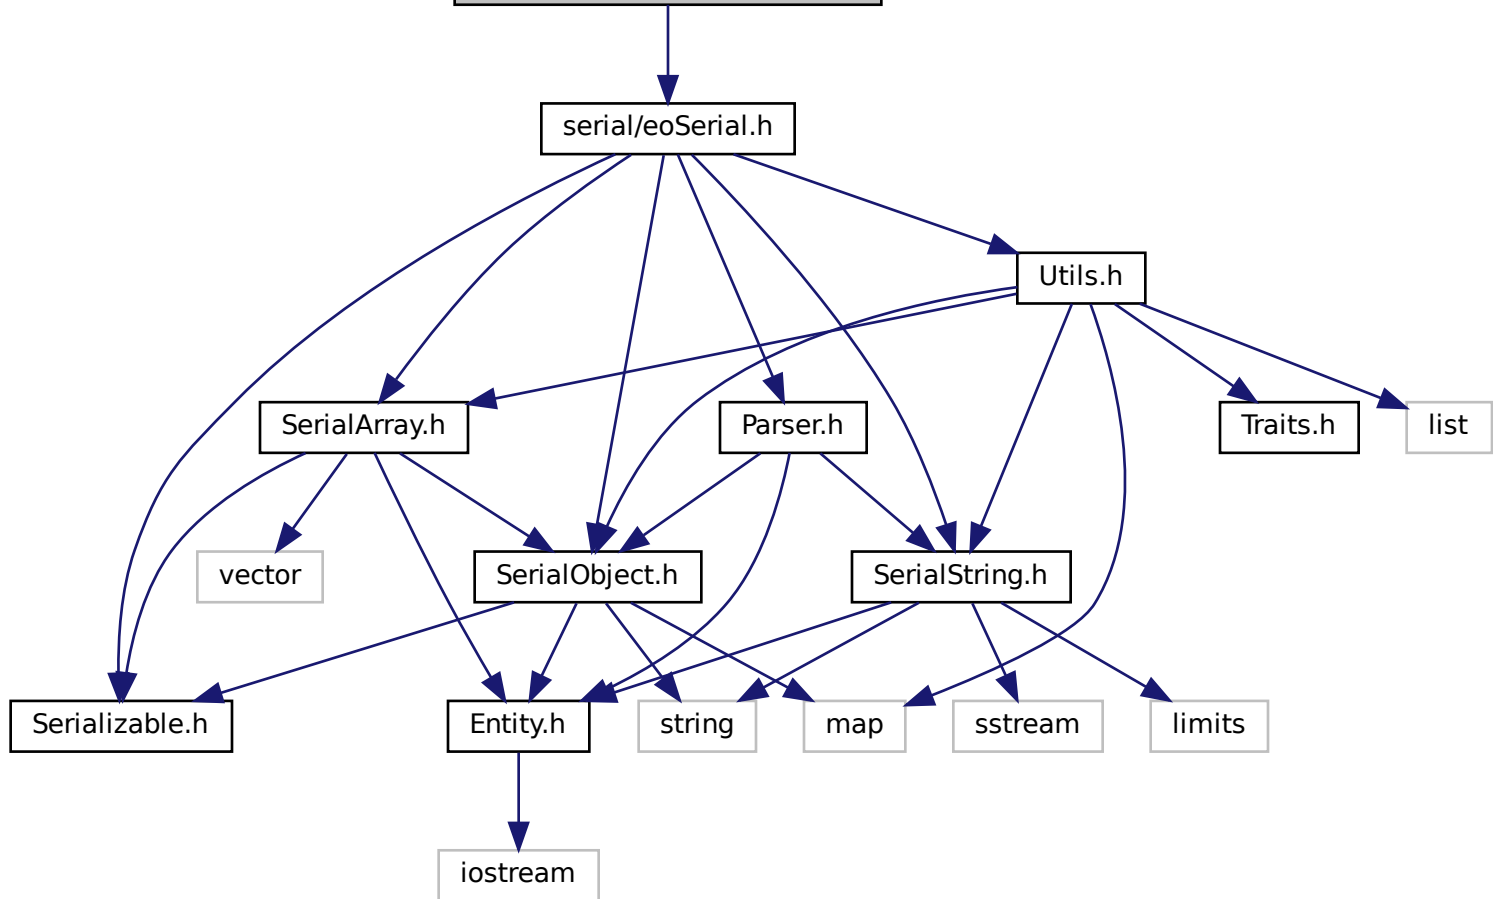 serial/eoSerial.h
Utils.h
SerialArray.h
Parser.h
Traits.h
list
vector
SerialObject.h
SerialString.h
Serializable.h
Entity.h
string
map
sstream
limits
iostream